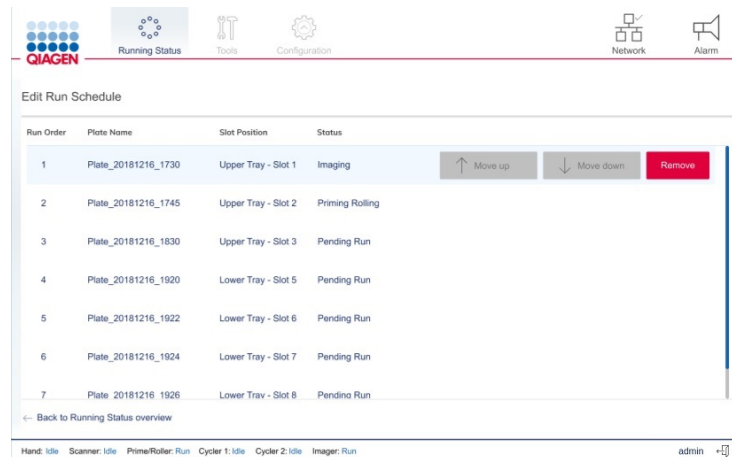 QIAGEN
Running Status
Tools
Configuration
Network
Alarm
Edit Run Schedule
Run Order Plate Name Slot Position Status
1 Plate_20181216_1730 Upper Tray - Slot 1 Imaging Move up Move down Remove
2 Plate_20181216_1745 Upper Tray - Slot 2 Priming Rolling
3 Plate_20181216_1830 Upper Tray - Slot 3 Pending Run
4 Plate_20181216_1920 Lower Tray - Slot 5 Pending Run
5 Plate_20181216_1922 Lower Tray - Slot 6 Pending Run
6 Plate_20181216_1924 Lower Tray - Slot 7 Pending Run
7 Plate_20181216_1926 Lower Tray - Slot 8 Pending Run
← Back to Running Status overview
Hand: Idle Scanner: Idle Prime/Roller: Run Cycler 1: Idle Cycler 2: Idle Imager: Run admin